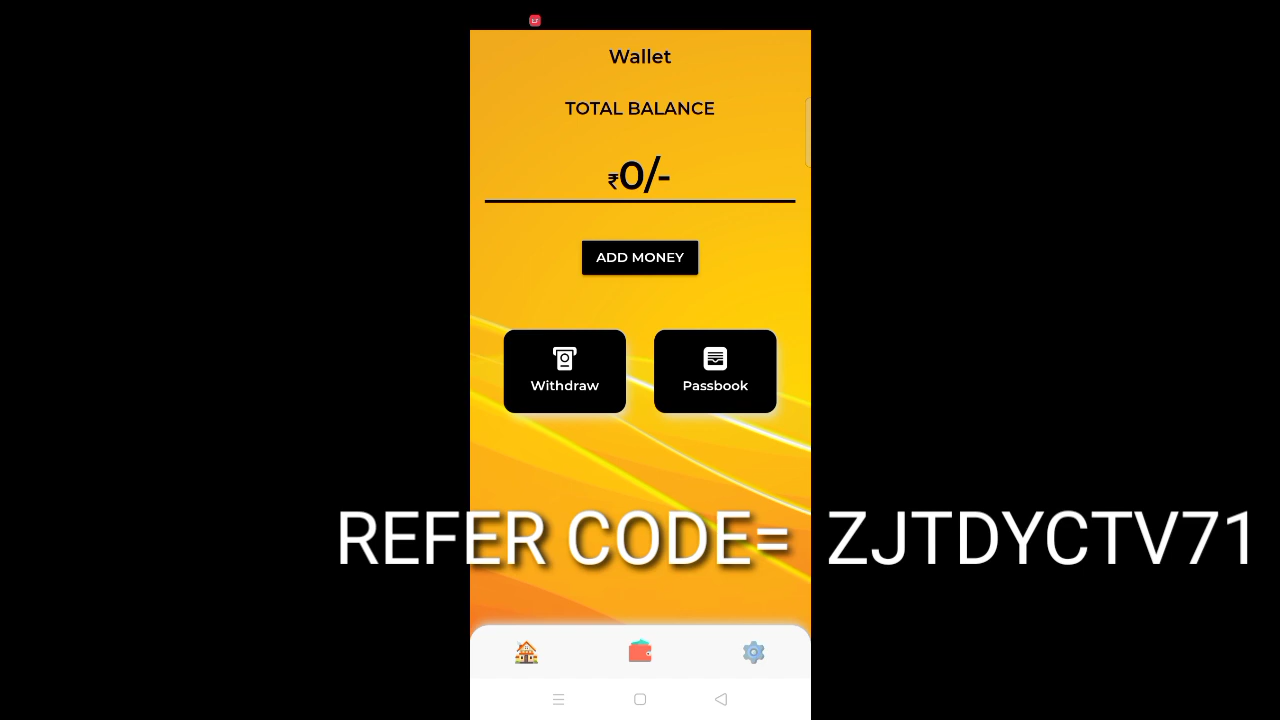 Wallet
TOTAL BALANCE
₹0/-
ADD MONEY
Withdraw Passbook
REFER CODE= ZJTDYCTV71